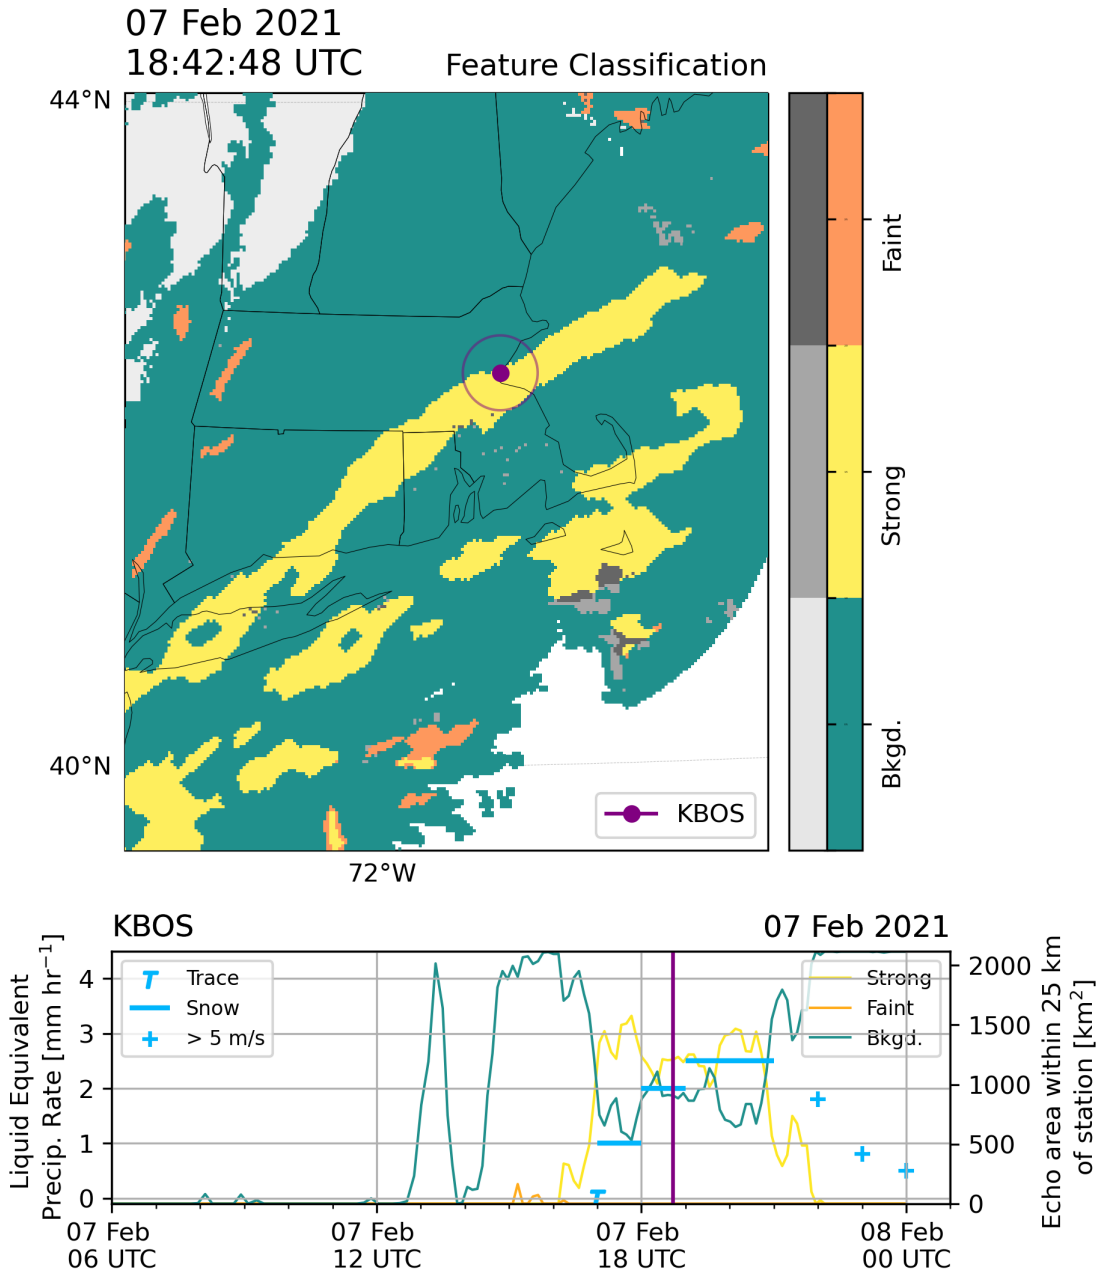 07 Feb 2021
18:42:48 UTC
Feature Classification
44°N
40°N
72°W
KBOS
Faint
Strong
Bkgd.
KBOS
07 Feb 2021
Liquid Equivalent
Precip. Rate [mm hr⁻¹]
4
3
2
1
0
Trace
Snow
> 5 m/s
Strong
Faint
Bkgd.
2000
1500
1000
500
0
Echo area within 25 km
of station [km²]
07 Feb
06 UTC
07 Feb
12 UTC
07 Feb
18 UTC
08 Feb
00 UTC